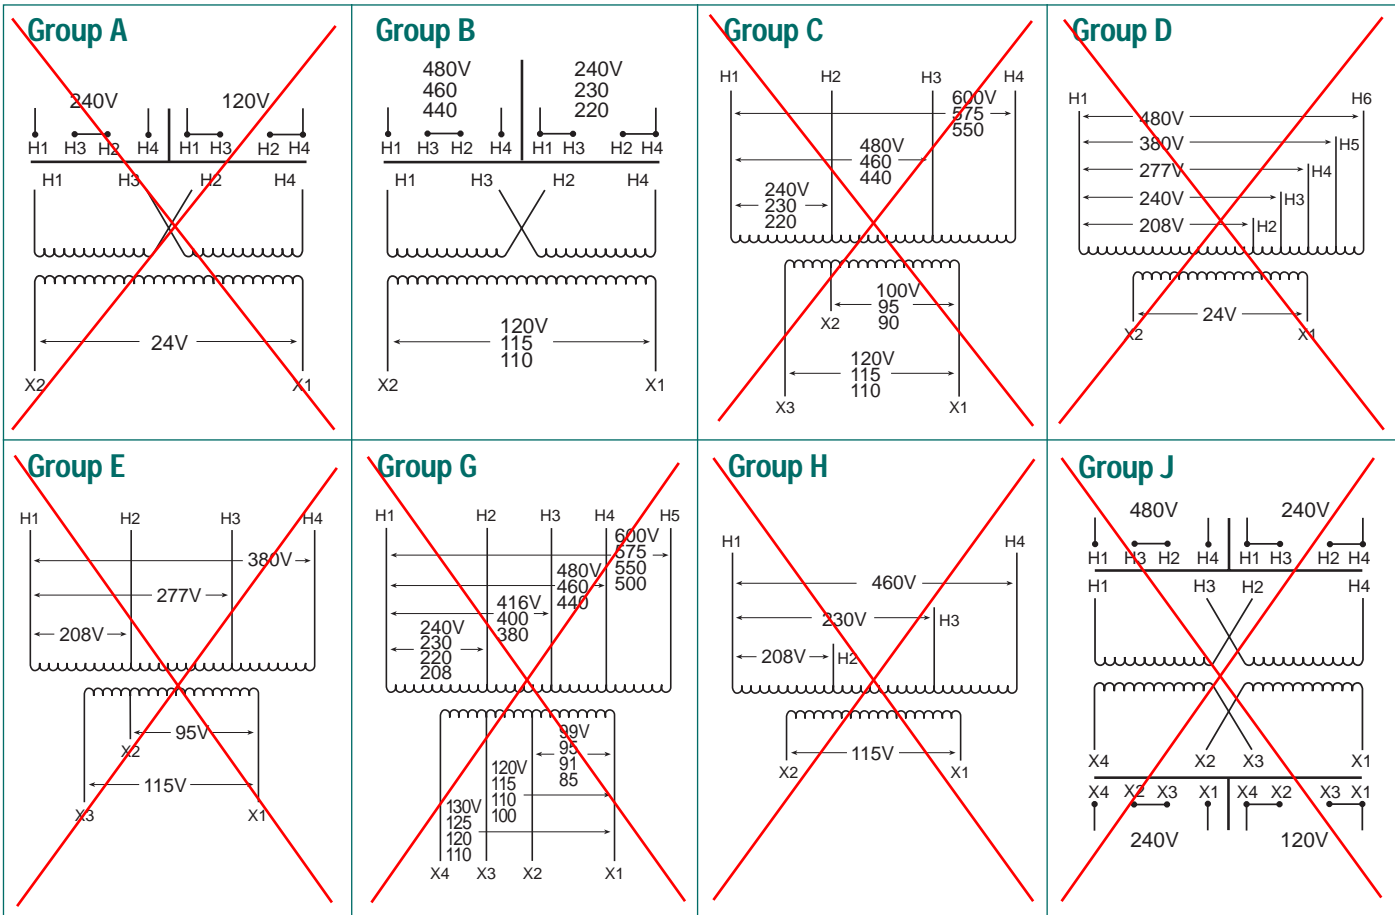 Group A
240V 120V
H1 H3 H2 H4 H1 H3 H2 H4
H1 H3 H2 H4
24V
X2 X1
Group B
480V 240V
460 230
440 220
H1 H3 H2 H4 H1 H3 H2 H4
H1 H3 H2 H4
120V
115
110
X2 X1
Group C
H1 H2 H3 H4
600V
575
550
480V
460
440
240V
230
220
100V
95
90
X2
120V
115
110
X3 X1
Group D
H1 H6
480V
380V H5
277V H4
240V H3
208V H2
24V
X2 X1
Group E
H1 H2 H3 H4
380V
277V
208V
95V
X2
115V
X3 X1
Group G
H1 H2 H3 H4 H5
600V
575
550
500
480V
460
440
416V
400
380
240V
230
220
208
99V
95
91
85
120V
115
110
100
130V
125
120
110
X4 X3 X2 X1
Group H
H1 H4
460V
230V H3
208V H2
115V
X2 X1
Group J
480V 240V
H1 H3 H2 H4 H1 H3 H2 H4
H1 H3 H2 H4
X4 X2 X3 X1
X4 X2 X3 X1 X4 X2 X3 X1
240V 120V